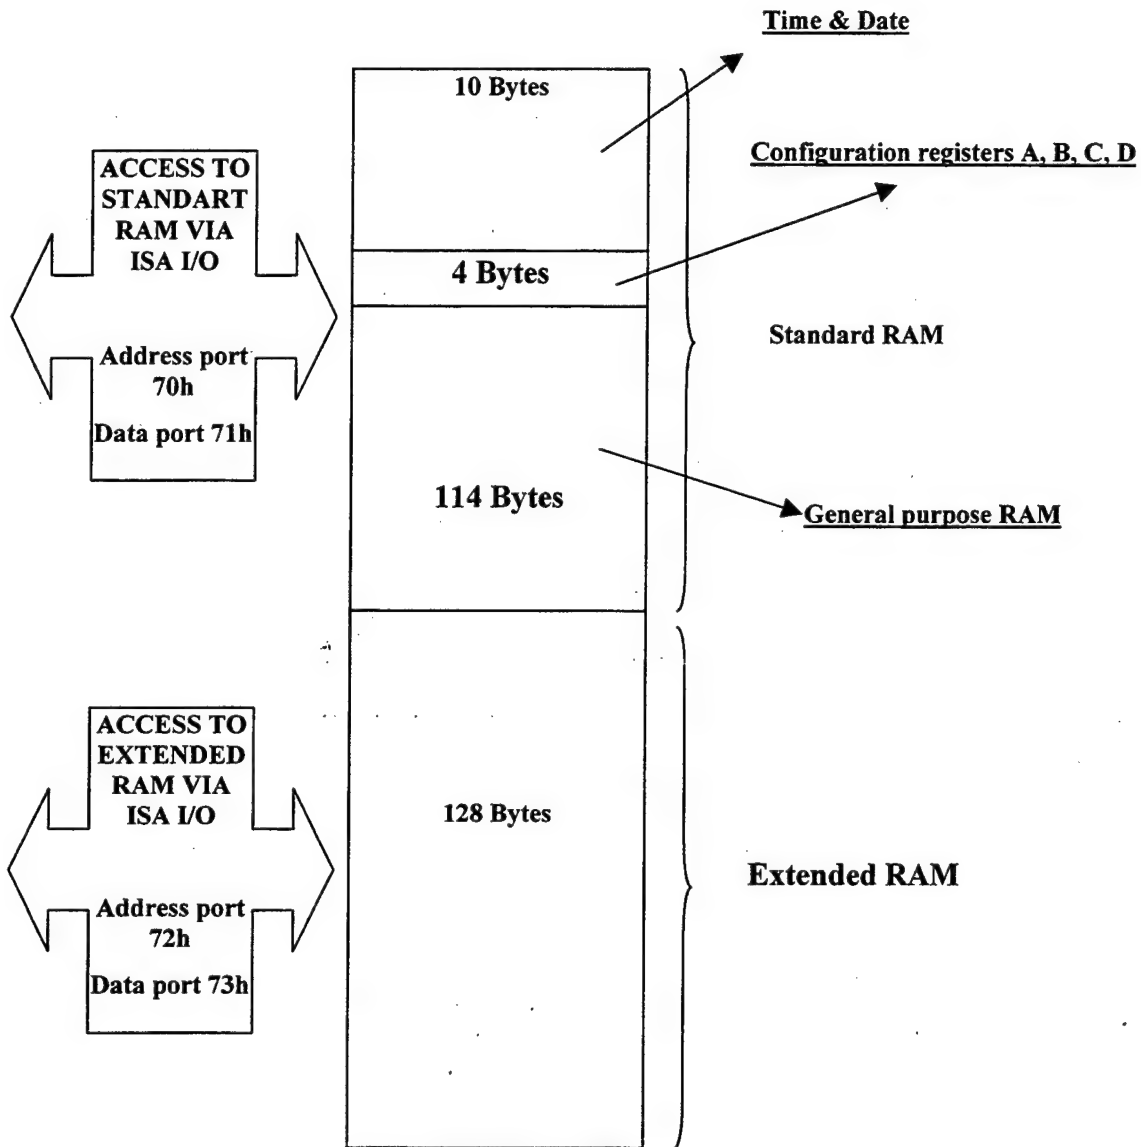 Time & Date
10 Bytes
Configuration registers A, B, C, D
ACCESS TO
STANDART
RAM VIA
ISA I/O
4 Bytes
Standard RAM
Address port
70h
Data port 71h
114 Bytes
General purpose RAM
ACCESS TO
EXTENDED
RAM VIA
ISA I/O
128 Bytes
Extended RAM
Address port
72h
Data port 73h